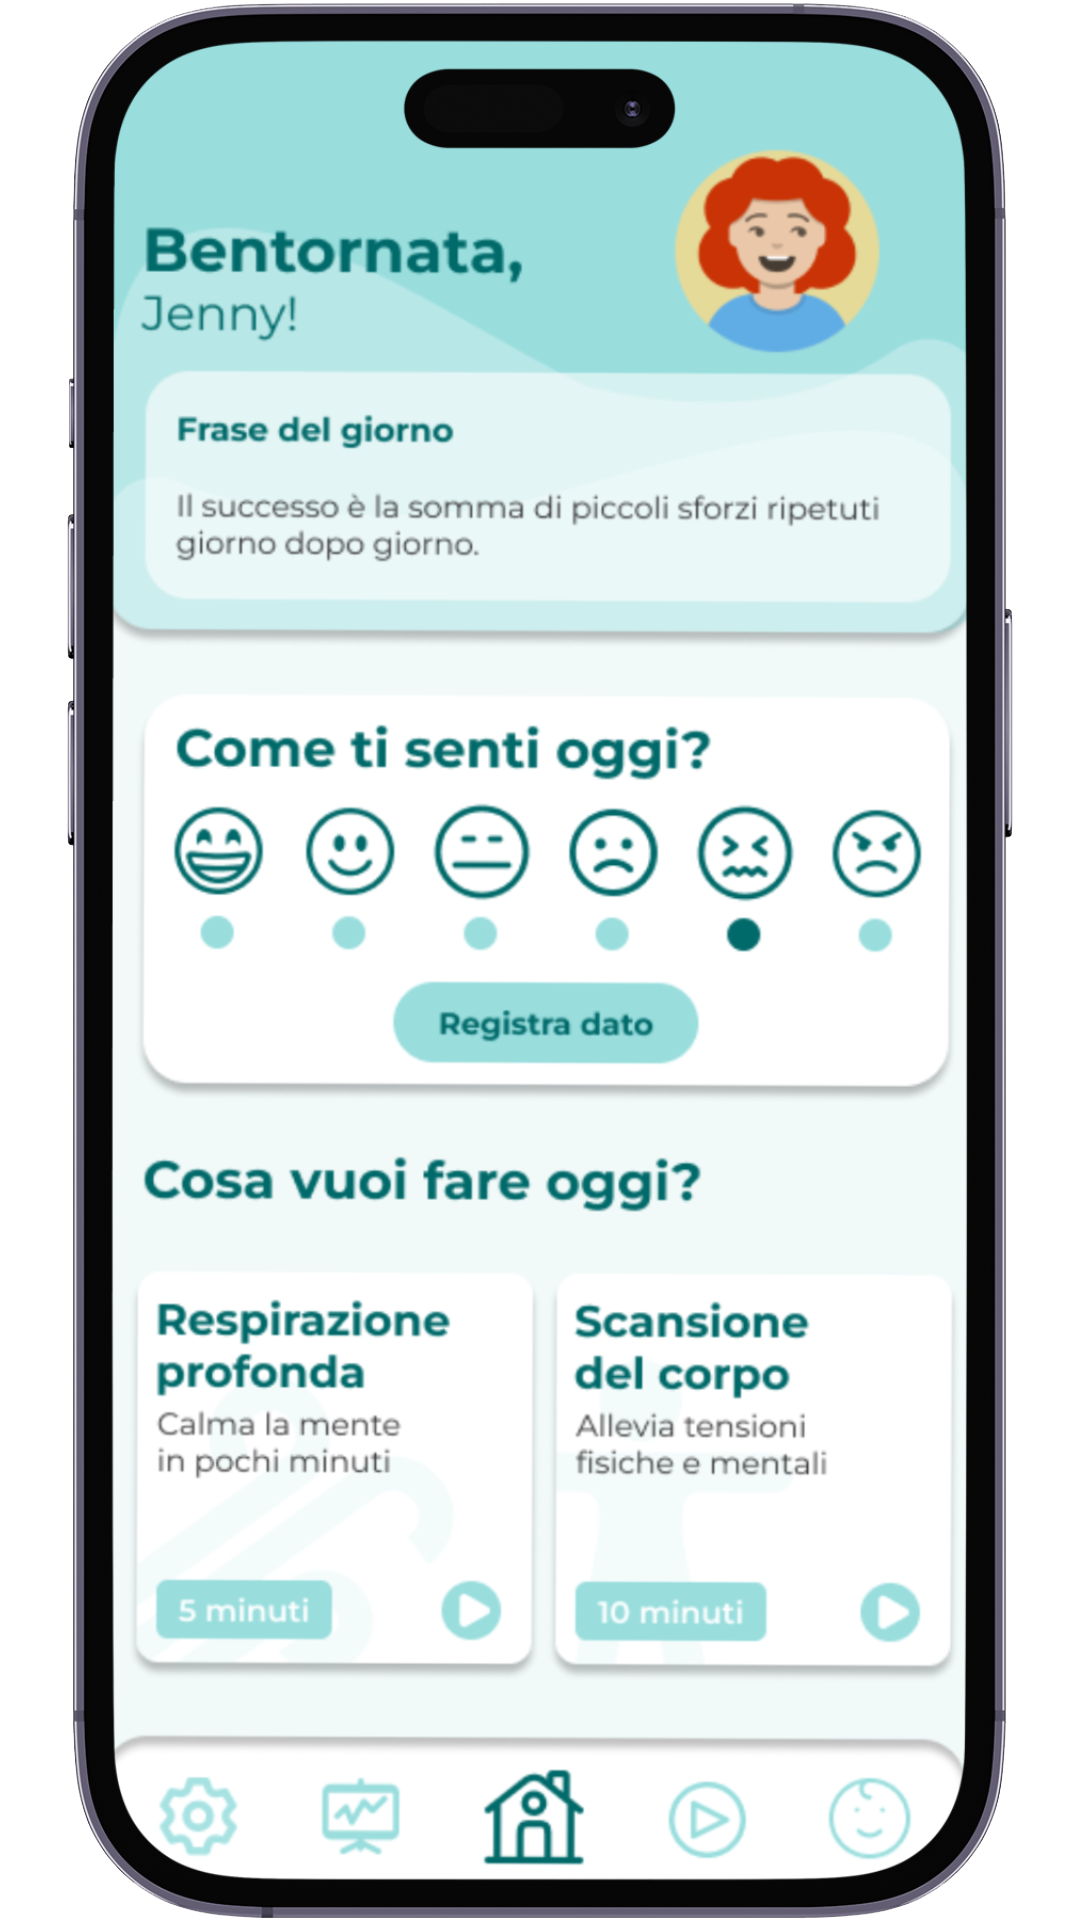 Bentornata,
Jenny!
Frase del giorno
Il successo è la somma di piccoli sforzi ripetuti
giorno dopo giorno.
Come ti senti oggi?
Registra dato
Cosa vuoi fare oggi?
Respirazione
profonda
Calma la mente
in pochi minuti
5 minuti
Scansione
del corpo
Allevia tensioni
fisiche e mentali
10 minuti